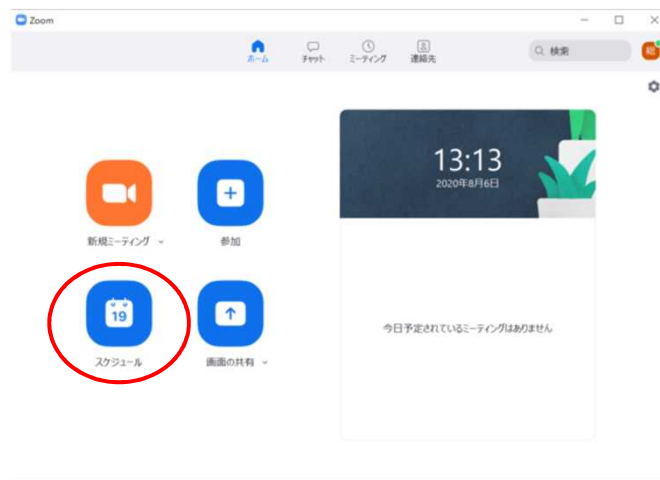 Zoom
ホーム
チャット
ミーティング
連絡先
検索
総
13:13
2020年8月6日
新規ミーティング
参加
19
スケジュール
画面の共有
今日予定されているミーティングはありません